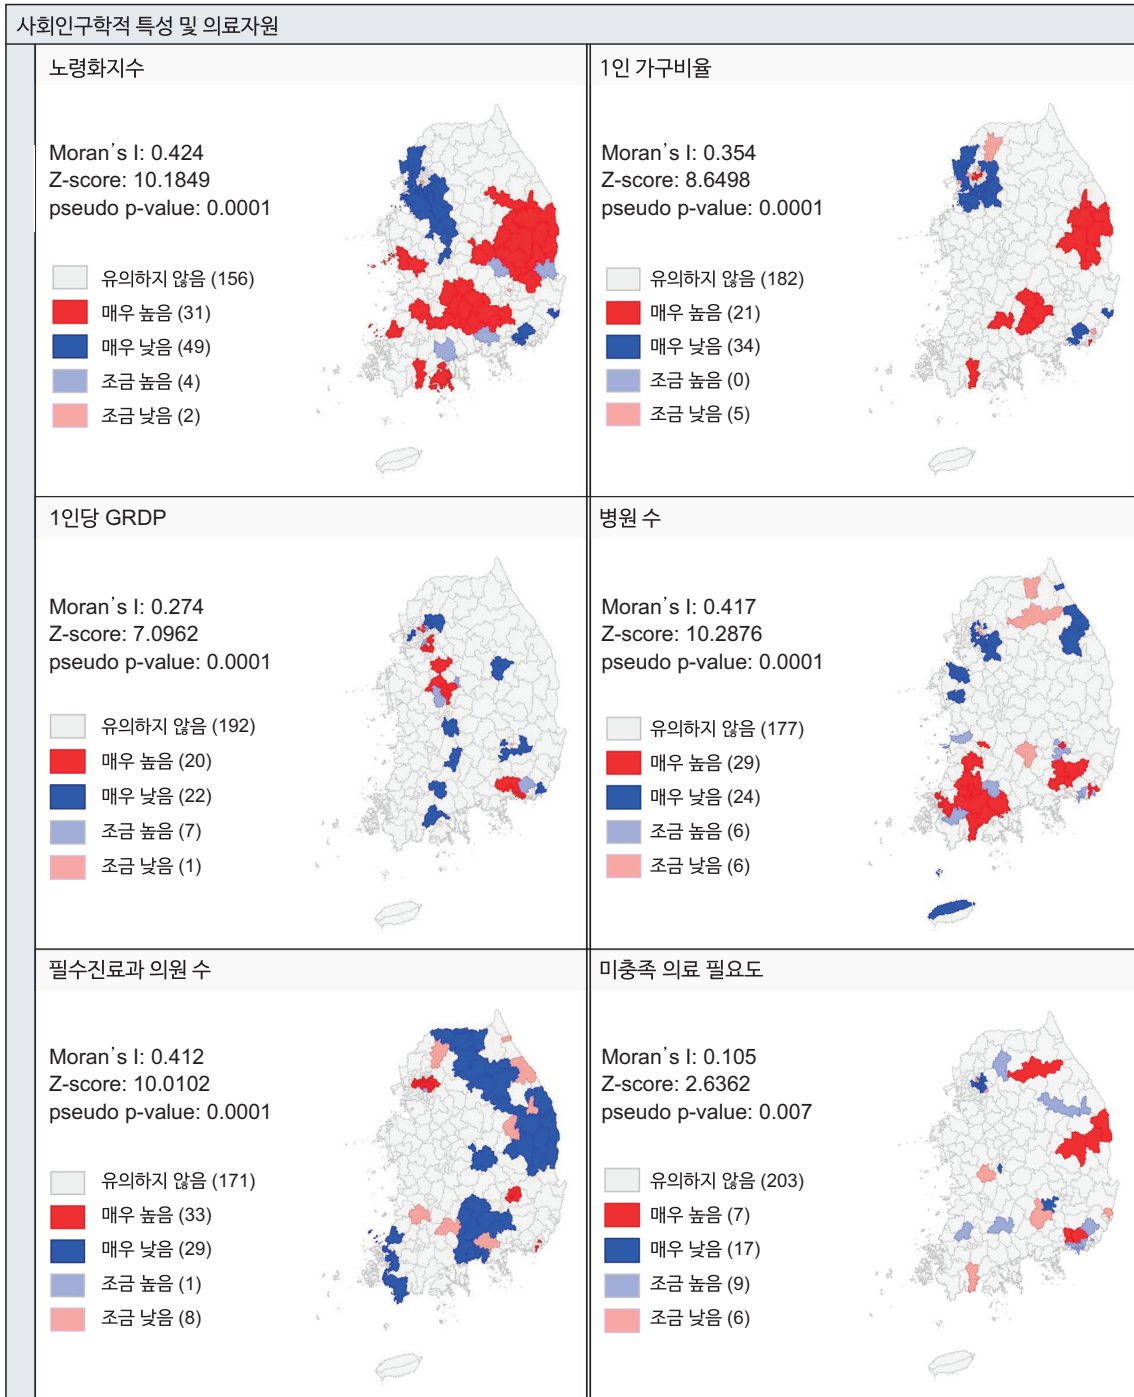 사회인구학적 특성 및 의료자원
노령화지수
Moran's I: 0.424
Z-score: 10.1849
pseudo p-value: 0.0001
유의하지 않음 (156)
매우 높음 (31)
매우 낮음 (49)
조금 높음 (4)
조금 낮음 (2)
1인 가구비율
Moran's I: 0.354
Z-score: 8.6498
pseudo p-value: 0.0001
유의하지 않음 (182)
매우 높음 (21)
매우 낮음 (34)
조금 높음 (0)
조금 낮음 (5)
1인당 GRDP
Moran's I: 0.274
Z-score: 7.0962
pseudo p-value: 0.0001
유의하지 않음 (192)
매우 높음 (20)
매우 낮음 (22)
조금 높음 (7)
조금 낮음 (1)
병원 수
Moran's I: 0.417
Z-score: 10.2876
pseudo p-value: 0.0001
유의하지 않음 (177)
매우 높음 (29)
매우 낮음 (24)
조금 높음 (6)
조금 낮음 (6)
필수진료과 의원 수
Moran's I: 0.412
Z-score: 10.0102
pseudo p-value: 0.0001
유의하지 않음 (171)
매우 높음 (33)
매우 낮음 (29)
조금 높음 (1)
조금 낮음 (8)
미충족 의료 필요도
Moran's I: 0.105
Z-score: 2.6362
pseudo p-value: 0.007
유의하지 않음 (203)
매우 높음 (7)
매우 낮음 (17)
조금 높음 (9)
조금 낮음 (6)